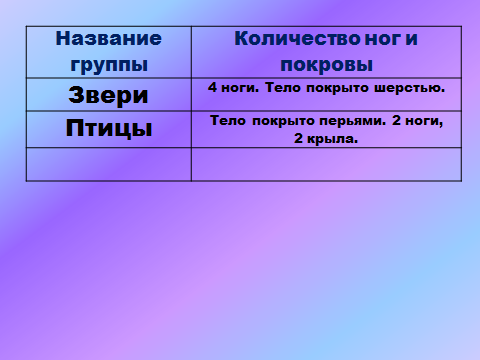 Название
группы
Количество ног и
покровы
Звери
4 ноги. Тело покрыто шерстью.
Птицы
Тело покрыто перьями. 2 ноги,
2 крыла.